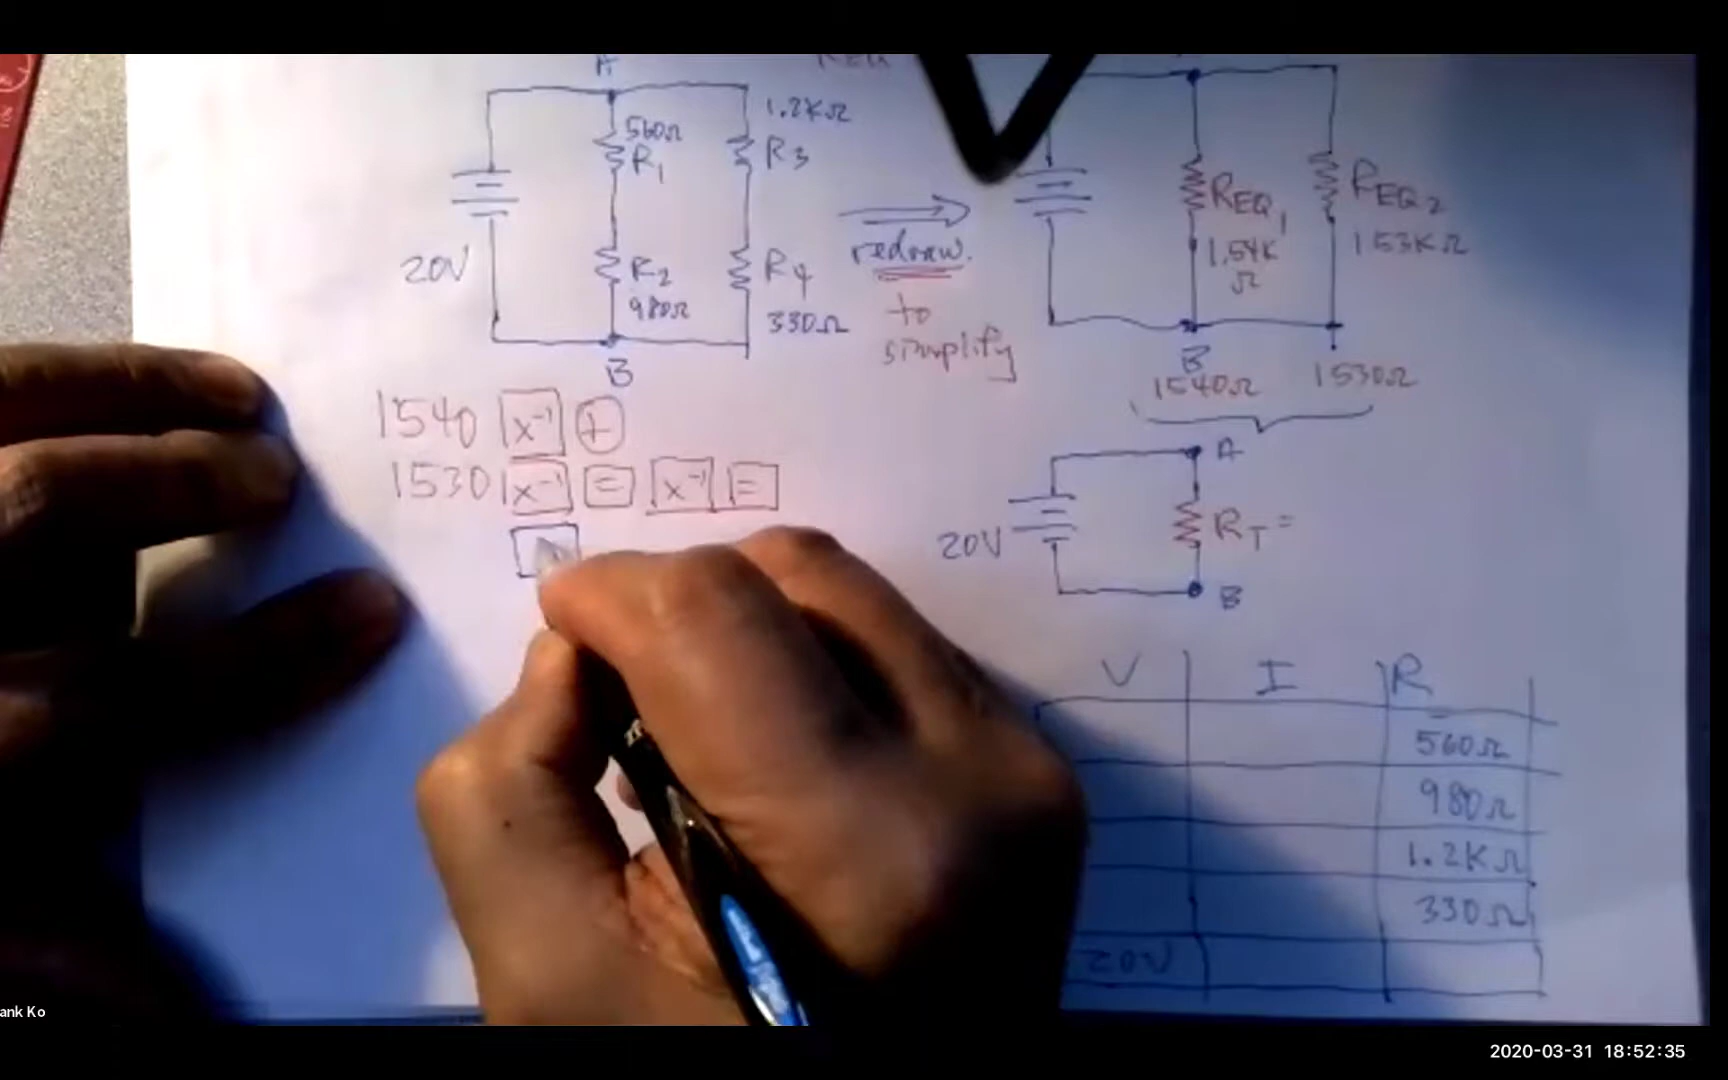 A
560Ω
R1
1.2KΩ
R3
20V
R2
980Ω
R4
330Ω
B
redraw.
to
simplify
REQ1
1.54K
Ω
REQ2
1.53KΩ
B
1540Ω
1530Ω
1540 x⁻¹ +
1530 x⁻¹ = x⁻¹ =
A
20V
RT =
B
V I R
560Ω
980Ω
1.2KΩ
330Ω
20V
ank Ko
2020-03-31 18:52:35